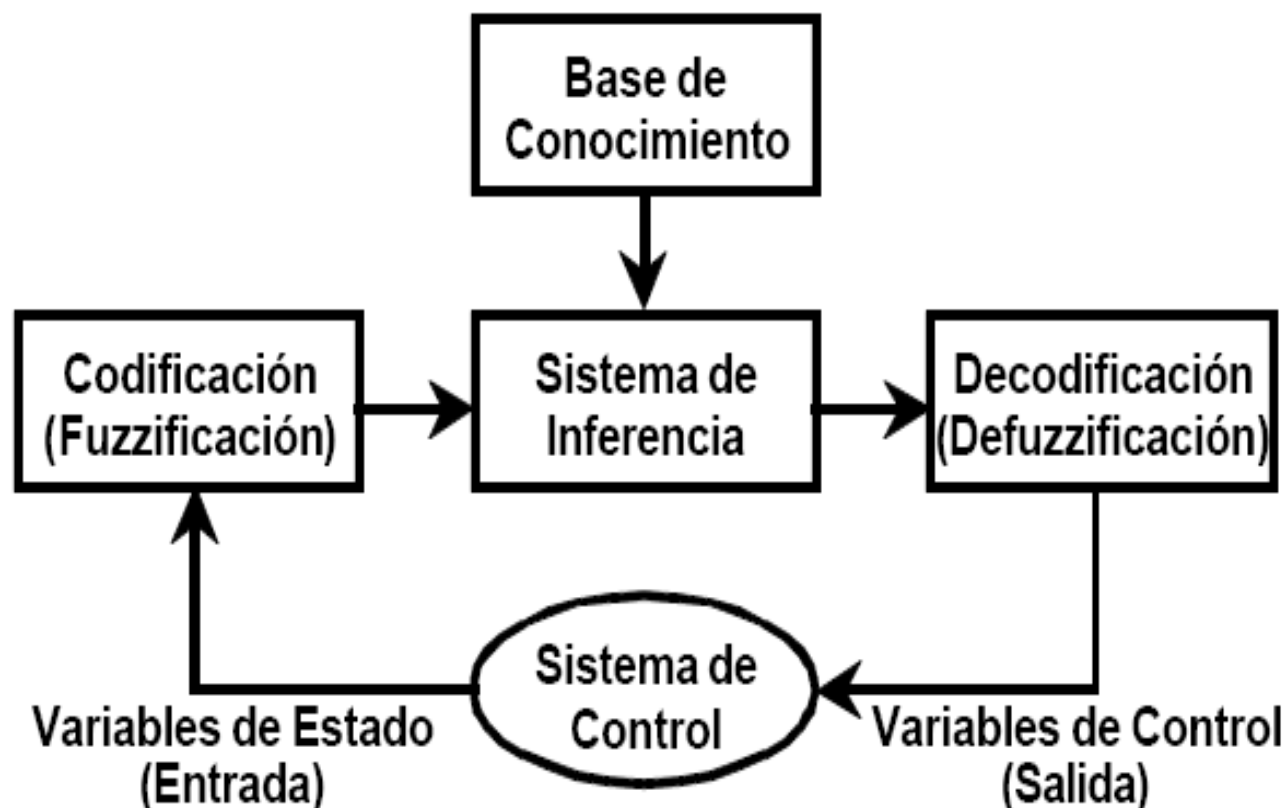 Base de
Conocimiento
Codificación
(Fuzzificación)
Sistema de
Inferencia
Decodificación
(Defuzzificación)
Sistema de
Control
Variables de Estado
(Entrada)
Variables de Control
(Salida)